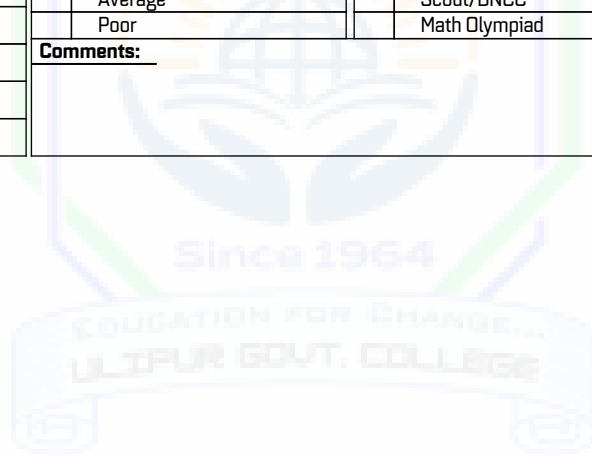 Average Scout/BNCC
Poor Math Olympiad
Comments:
Since 1964
EDUCATION FOR CHANGE...
ULIPUR GOVT. COLLEGE